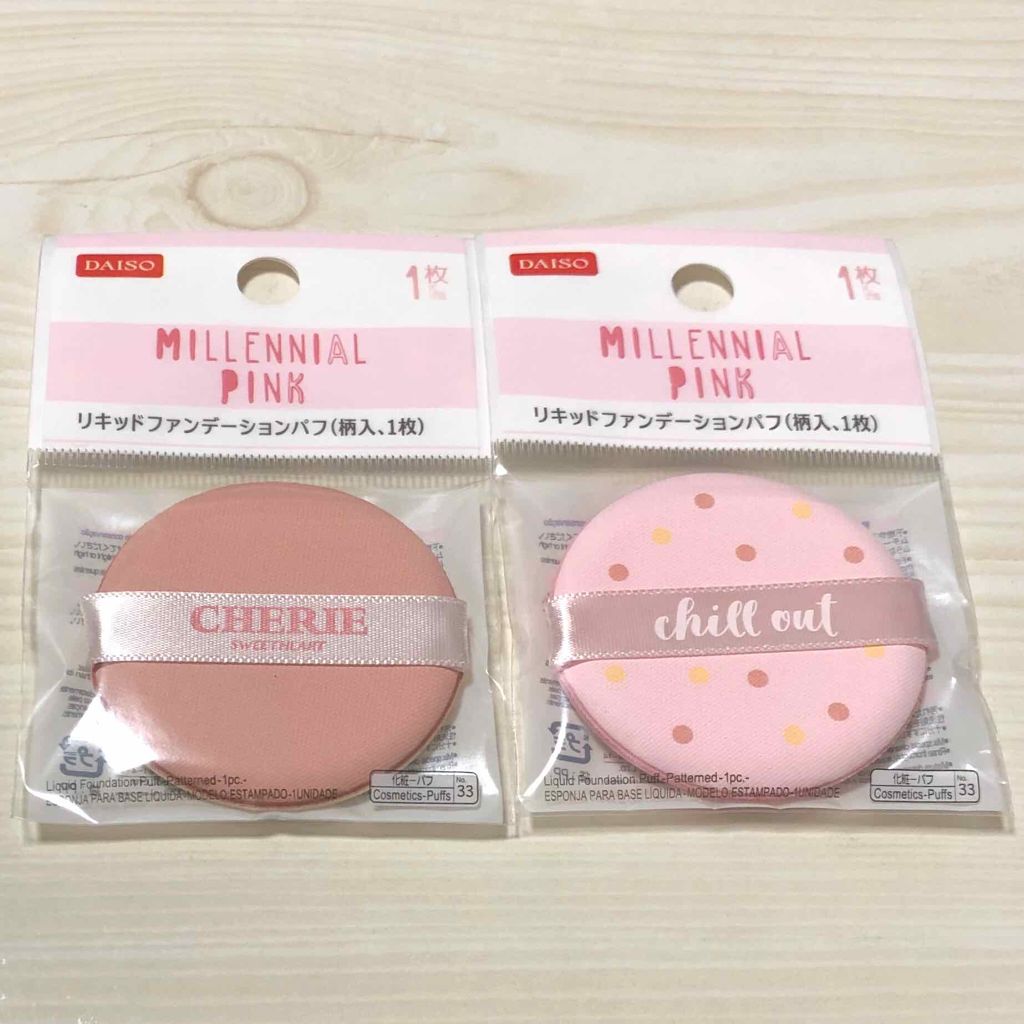 DAISO
1枚
MILLENNIAL
PINK
リキッドファンデーションパフ(柄入、1枚)
CHERIE
SWEETHEART
Liquid Foundation Puff-Patterned-1pc.-
ESPONJA PARA BASE LÍQUIDA-MODELO ESTAMPADO-1UNIDADE
化粧-パフ
Cosmetics-Puffs
No.
33
DAISO
1枚
MILLENNIAL
PINK
リキッドファンデーションパフ(柄入、1枚)
chill out
Liquid Foundation Puff-Patterned-1pc.-
ESPONJA PARA BASE LÍQUIDA-MODELO ESTAMPADO-1UNIDADE
化粧-パフ
Cosmetics-Puffs
No.
33